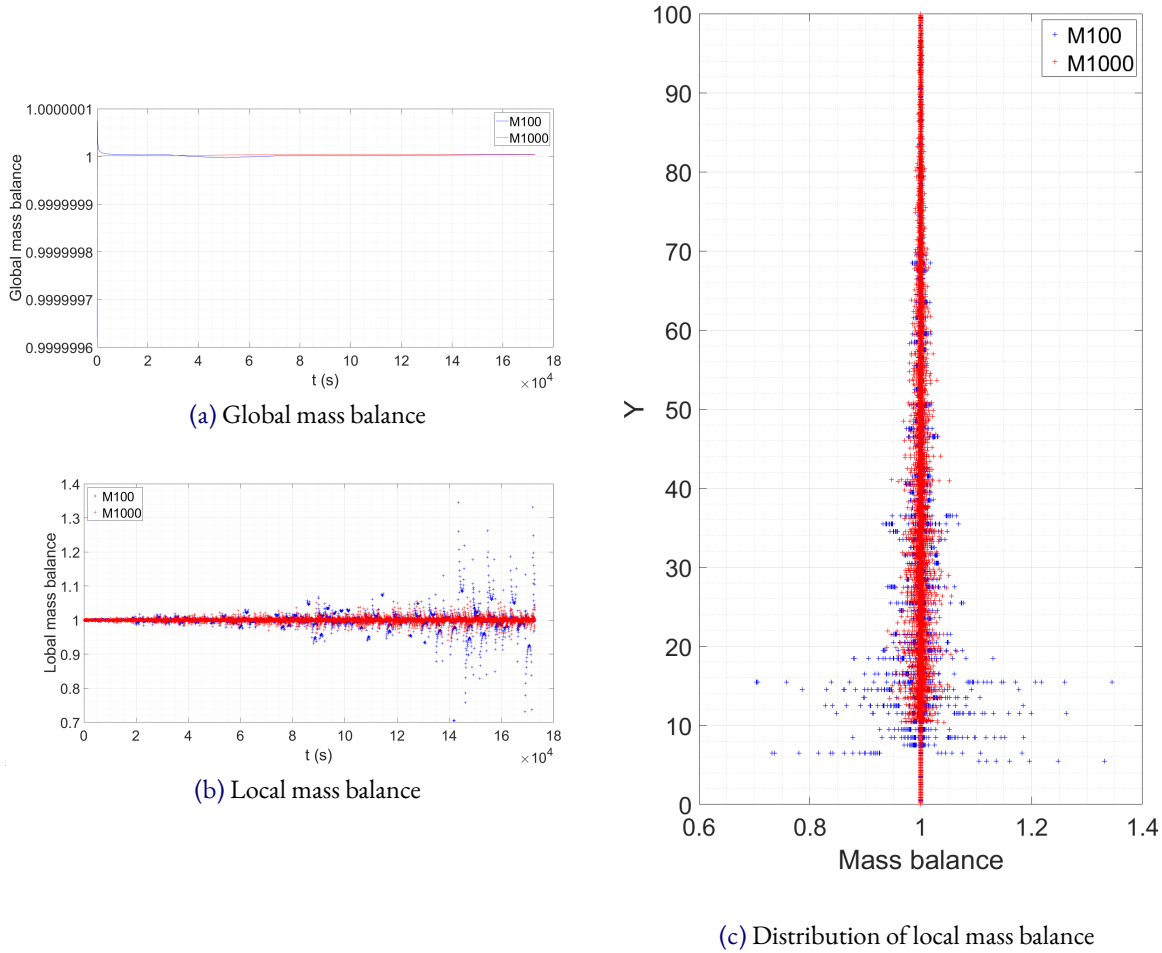 1.0000001
1
0.9999999
0.9999998
0.9999997
0.9999996
Global mass balance
M100
M1000
0 2 4 6 8 10 12 14 16 18
t (s)
×10⁴
(a) Global mass balance
1.4
1.3
1.2
1.1
1
0.9
0.8
0.7
Lobal mass balance
M100
M1000
0 2 4 6 8 10 12 14 16 18
t (s)
×10⁴
(b) Local mass balance
100
90
80
70
60
50
40
30
20
10
0
Y
M100
M1000
0.6 0.8 1 1.2 1.4
Mass balance
(c) Distribution of local mass balance